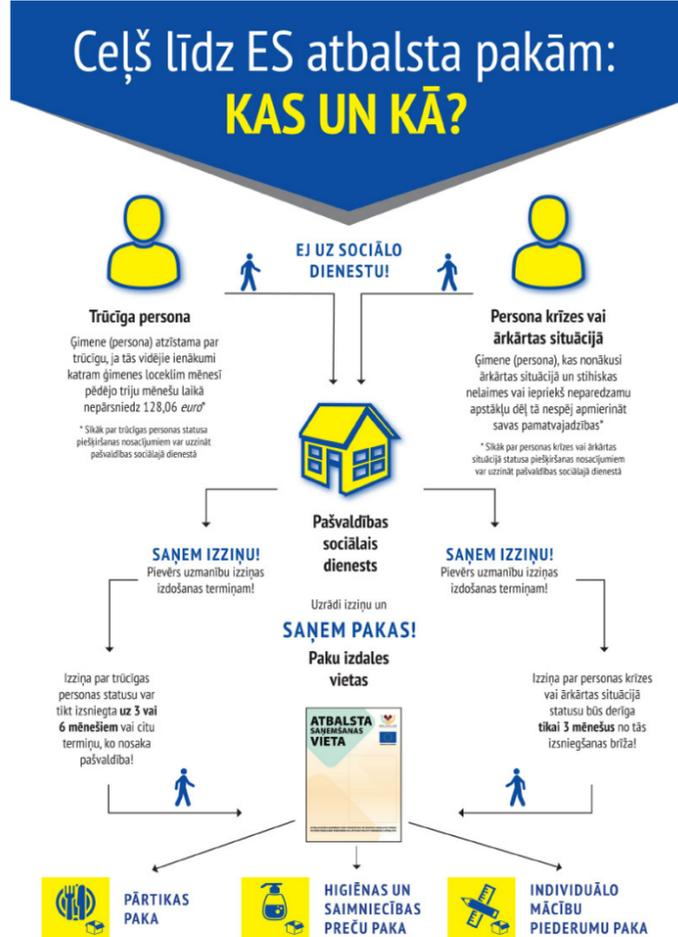 Ceļš līdz ES atbalsta pakām:
KAS UN KĀ?
EJ UZ SOCIĀLO
DIENESTU!
Trūcīga persona
Ģimene (persona) atzīstama par
trūcīgu, ja tās vidējie ienākumi
katram ģimenes loceklim mēnesī
pēdējo triju mēnešu laikā
nepārsniedz 128,06 euro*
* Sīkāk par trūcīgas personas statusa
piešķiršanas nosacījumiem var uzzināt
pašvaldības sociālajā dienestā
Persona krīzes vai
ārkārtas situācijā
Ģimene (persona), kas nonākusi
ārkārtas situācijā un stihiskas
nelaimes vai iepriekš neparedzamu
apstākļu dēļ tā nespēj apmierināt
savas pamatvajadzības*
* Sīkāk par personas krīzes vai ārkārtas
situācijā statusa piešķiršanas nosacījumiem
var uzzināt pašvaldības sociālajā dienestā
Pašvaldības
sociālais
dienests
SAŅEM IZZIŅU!
Pievērs uzmanību izziņas
izdošanas termiņam!
SAŅEM IZZIŅU!
Pievērs uzmanību izziņas
izdošanas termiņam!
Uzrādi izziņu un
SAŅEM PAKAS!
Paku izdales
vietas
Izziņa par trūcīgas
personas statusu var
tikt izsniegta uz 3 vai
6 mēnešiem vai citu
termiņu, ko nosaka
pašvaldība!
Izziņa par personas krīzes
vai ārkārtas situācijā
statusu būs derīga
tikai 3 mēnešus no tās
izsniegšanas brīža!
ATBALSTA
SAŅEMŠANAS
VIETA
PĀRTIKAS
PAKA
HIGIĒNAS UN
SAIMNIECĪBAS
PREČU PAKA
INDIVIDUĀLO
MĀCĪBU
PIEDERUMU PAKA